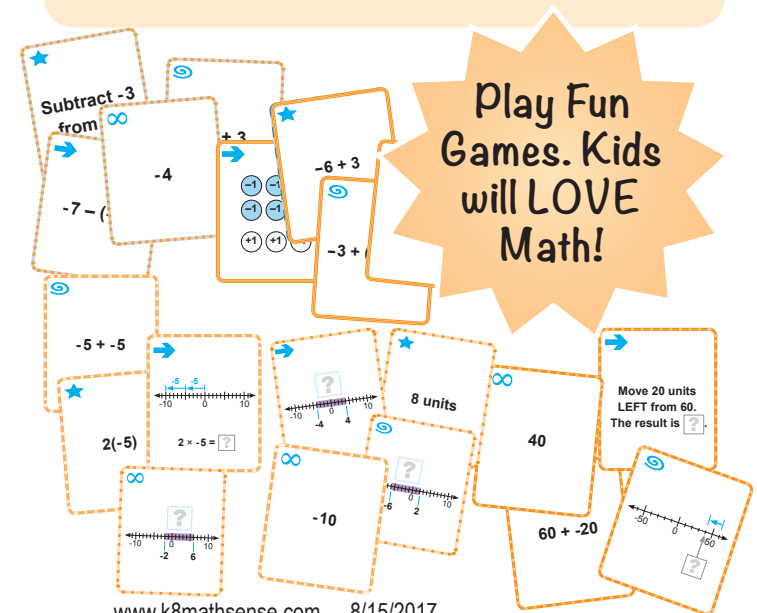 Play Fun
Games. Kids
will LOVE
Math!
Subtract -3
from
+ 3
-4
-7 – (
-1 -1
-1 -1
+1 +1
-6 + 3
-3 +
-5 + -5
2(-5)
-5 -5
-10 0 10
2 × -5 = ?
?
-10 0 10
-4 4
8 units
?
0 10
-6 2
40
60 + -20
Move 20 units
LEFT from 60.
The result is ?.
-50 0 50
?
?
-10 0 10
-2 6
-10
www.k8mathsense.com 8/15/2017